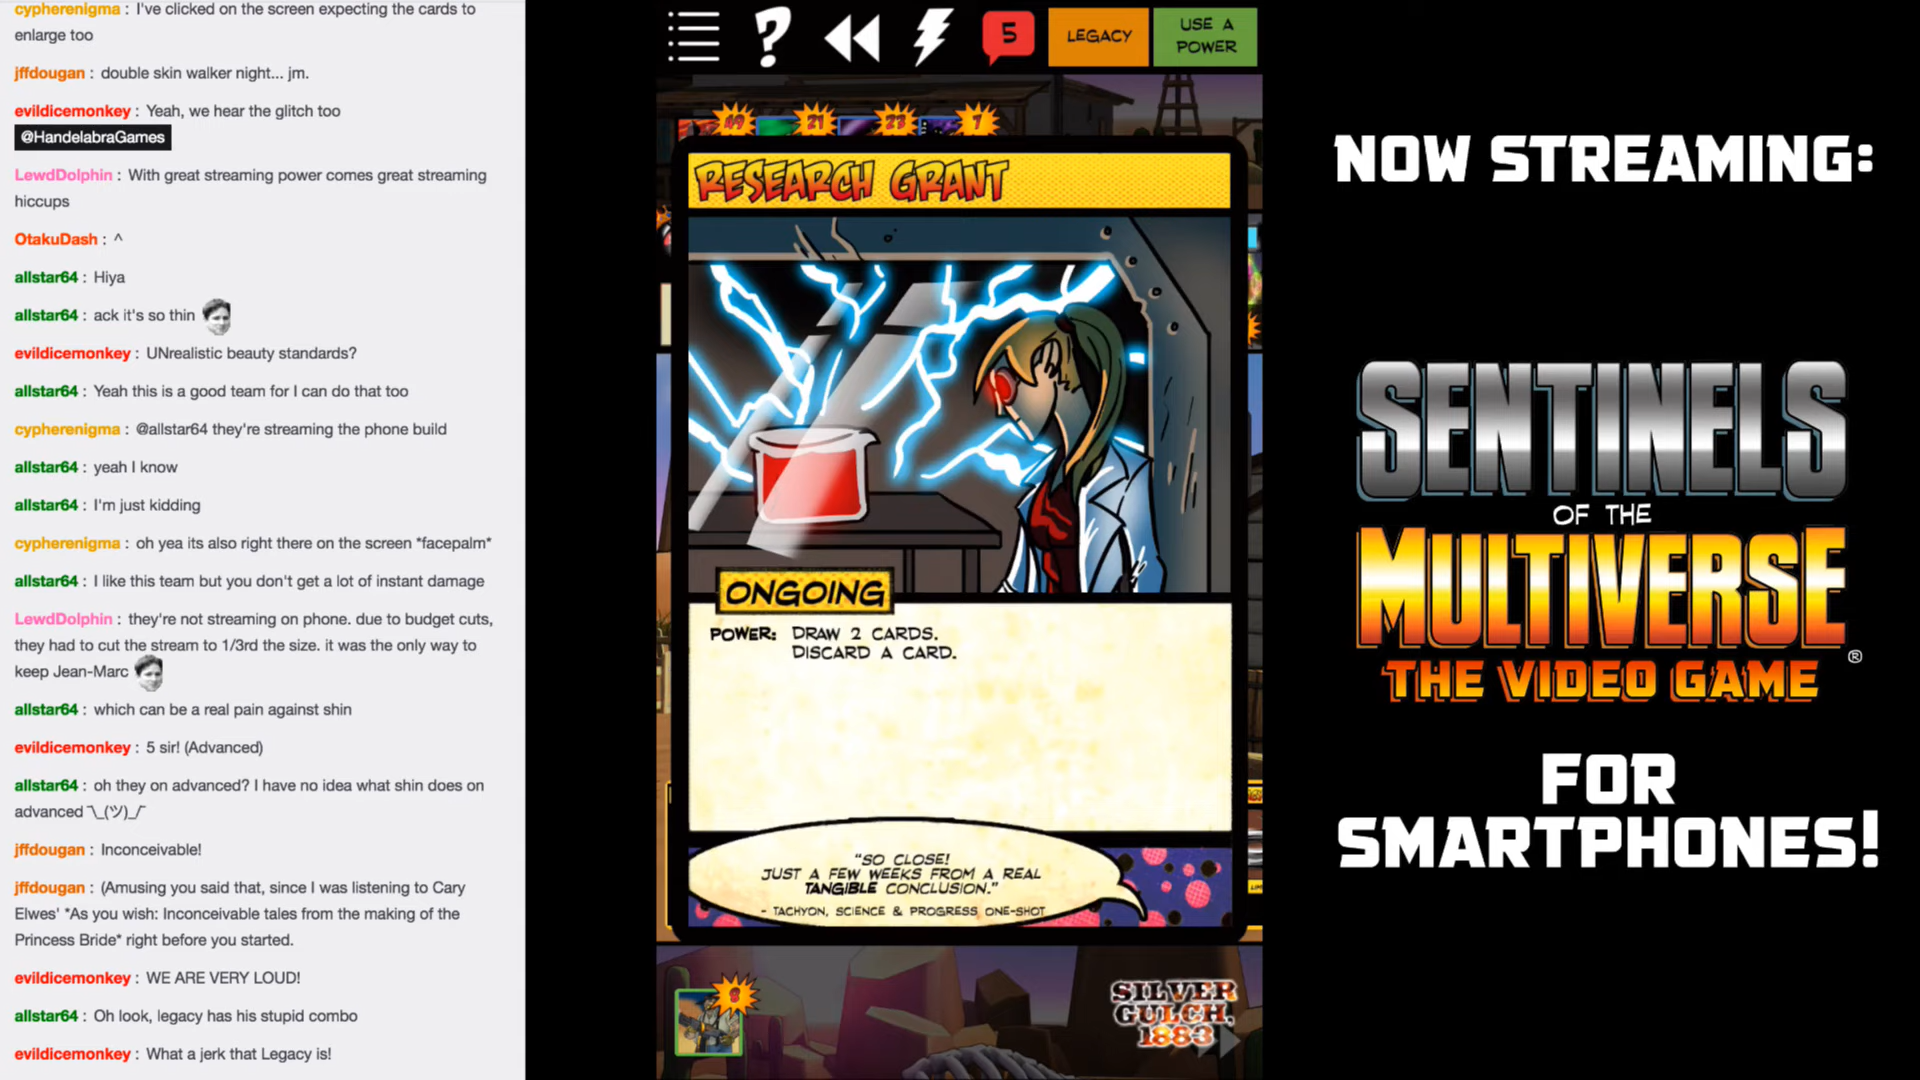 cypherenigma : I've clicked on the screen expecting the cards to
enlarge too
jffdougan : double skin walker night... jm.
evildicemonkey : Yeah, we hear the glitch too
@HandelabraGames
LewdDolphin : With great streaming power comes great streaming
hiccups
OtakuDash : ^
allstar64 : Hiya
allstar64 : ack it's so thin
evildicemonkey : UNrealistic beauty standards?
allstar64 : Yeah this is a good team for I can do that too
cypherenigma : @allstar64 they're streaming the phone build
allstar64 : yeah I know
allstar64 : I'm just kidding
cypherenigma : oh yea its also right there on the screen *facepalm*
allstar64 : I like this team but you don't get a lot of instant damage
LewdDolphin : they're not streaming on phone. due to budget cuts,
they had to cut the stream to 1/3rd the size. it was the only way to
keep Jean-Marc
allstar64 : which can be a real pain against shin
evildicemonkey : 5 sir! (Advanced)
allstar64 : oh they on advanced? I have no idea what shin does on
advanced ¯\_(ツ)_/¯
jffdougan : Inconceivable!
jffdougan : (Amusing you said that, since I was listening to Cary
Elwes' *As you wish: Inconceivable tales from the making of the
Princess Bride* right before you started.
evildicemonkey : WE ARE VERY LOUD!
allstar64 : Oh look, legacy has his stupid combo
evildicemonkey : What a jerk that Legacy is!
?
5
LEGACY
USE A
POWER
49
21
23
7
RESEARCH GRANT
ONGOING
POWER: DRAW 2 CARDS.
DISCARD A CARD.
"SO CLOSE!
JUST A FEW WEEKS FROM A REAL
TANGIBLE CONCLUSION."
- TACHYON, SCIENCE & PROGRESS ONE-SHOT
8
SILVER
GULCH,
1883
NOW STREAMING:
SENTINELS
OF THE
MULTIVERSE
®
THE VIDEO GAME
FOR
SMARTPHONES!